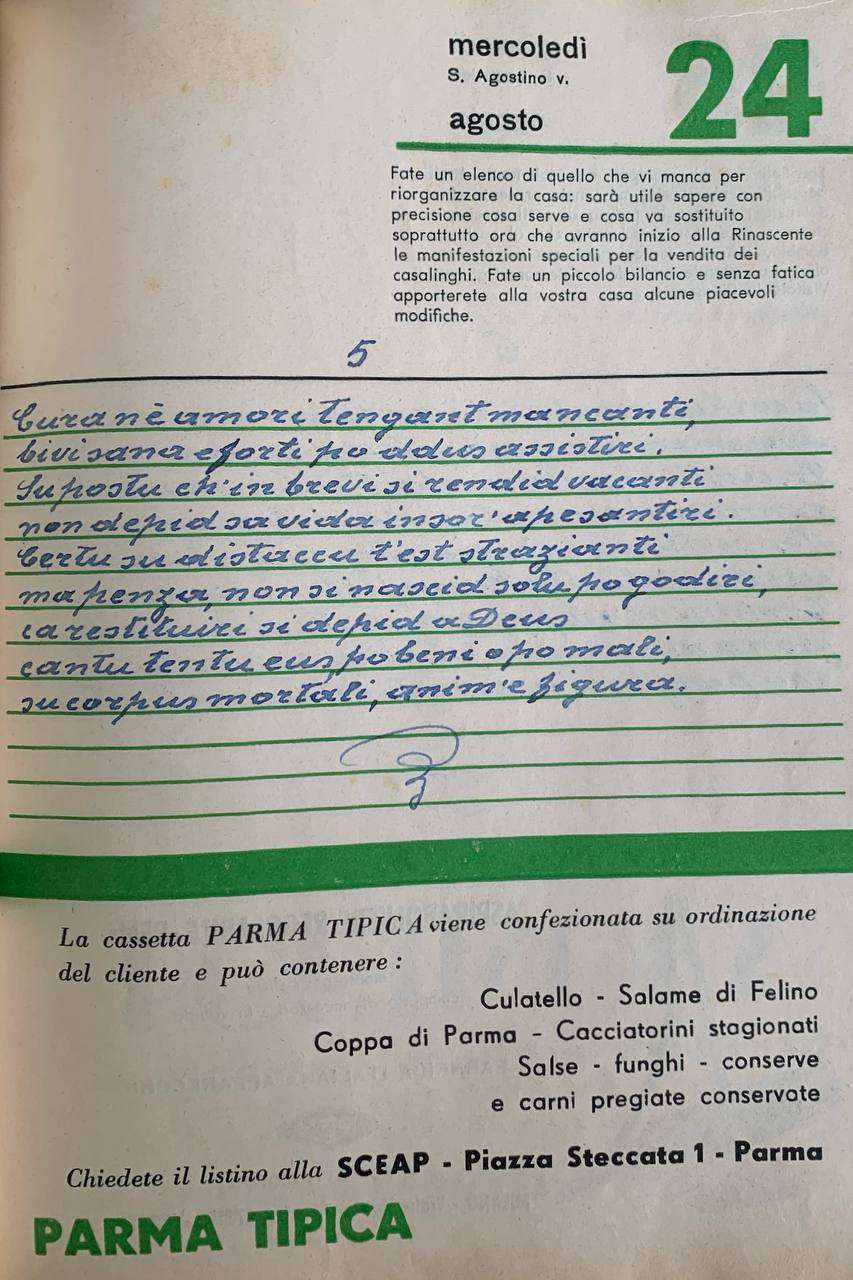 mercoledì
S. Agostino v.
agosto
24
Fate un elenco di quello che vi manca per
riorganizzare la casa: sarà utile sapere con
precisione cosa serve e cosa va sostituito
soprattutto ora che avranno inizio alla Rinascente
le manifestazioni speciali per la vendita dei
casalinghi. Fate un piccolo bilancio e senza fatica
apporterete alla vostra casa alcune piacevoli
modifiche.
5
Cura nè amori tengant mancanti,
bivi sana e forti po ddus assistiri.
Supostu ch'in brevi si rendid vacanti
non depid sa vida insor'apesantiri.
Certu su distaccu t'est strazianti
ma penza, non si nascid solu po godiri,
ca restituiri si depid a Deus
cantu tentu eus, po beni o po mali,
su corpus mortali, anim'e figura.
La cassetta PARMA TIPICA viene confezionata su ordinazione
del cliente e può contenere :
Culatello - Salame di Felino
Coppa di Parma - Cacciatorini stagionati
Salse - funghi - conserve
e carni pregiate conservate
Chiedete il listino alla SCEAP - Piazza Steccata 1 - Parma
PARMA TIPICA